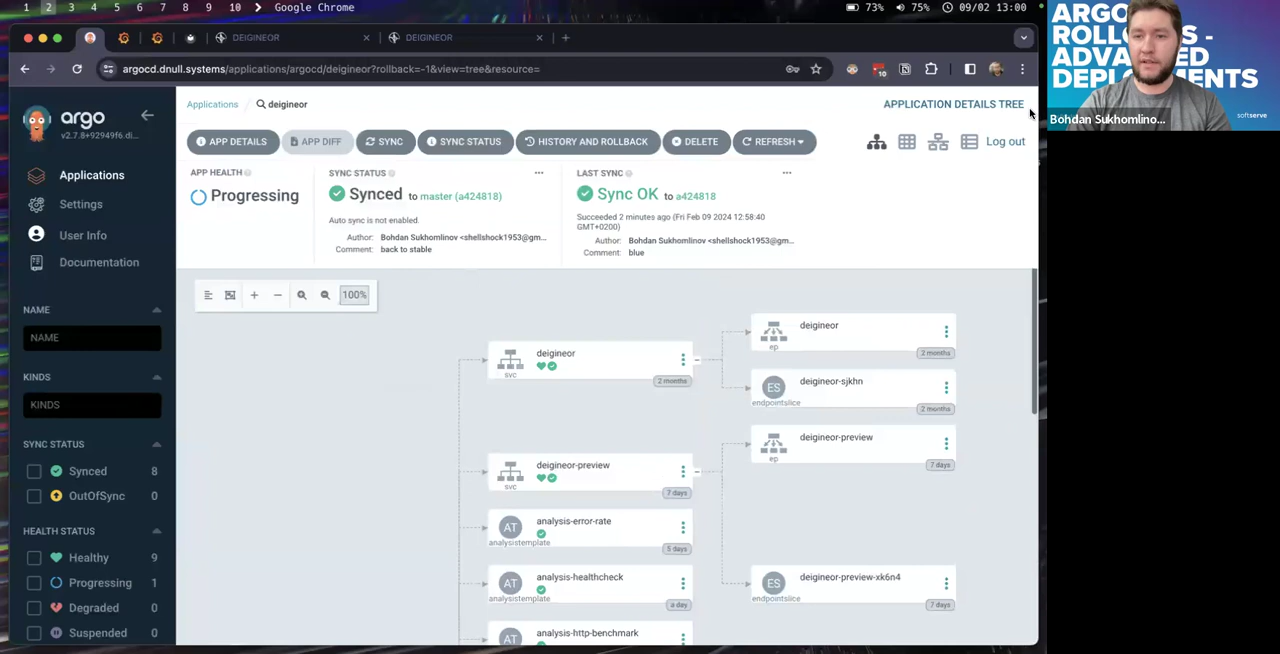 1 2 3 4 5 6 7 8 9 10 Google Chrome 73% 75% 09/02 13:00
DEIGINEOR DEIGINEOR
argocd.dnull.systems/applications/argocd/deigineor?rollback=-1&view=tree&resource= 10
argo
v2.7.8+92949f6.di...
Applications
Settings
User Info
Documentation
NAME
NAME
KINDS
KINDS
SYNC STATUS
Synced 8
OutOfSync 0
HEALTH STATUS
Healthy 9
Progressing 1
Degraded 0
Suspended 0
Applications / deigineor APPLICATION DETAILS TREE
APP DETAILS APP DIFF SYNC SYNC STATUS HISTORY AND ROLLBACK DELETE REFRESH Log out
APP HEALTH
Progressing
SYNC STATUS
Synced to master (a424818)
Auto sync is not enabled.
Author: Bohdan Sukhomlinov <shellshock1953@gm...
Comment: back to stable
LAST SYNC
Sync OK to a424818
Succeeded 2 minutes ago (Fri Feb 09 2024 12:58:40
GMT+0200)
Author: Bohdan Sukhomlinov <shellshock1953@gm...
Comment: blue
100%
deigineor
svc
2 months
deigineor-preview
svc
7 days
AT analysis-error-rate
analysistemplate
5 days
AT analysis-healthcheck
analysistemplate
a day
AT analysis-http-benchmark
deigineor
ep
2 months
ES deigineor-sjkhn
endpointslice
2 months
deigineor-preview
ep
7 days
ES deigineor-preview-xk6n4
endpointslice
7 days
ARGO
ROLL S -
ADVA ED
DEPL MENTS
softserve
Bohdan Sukhomlino...